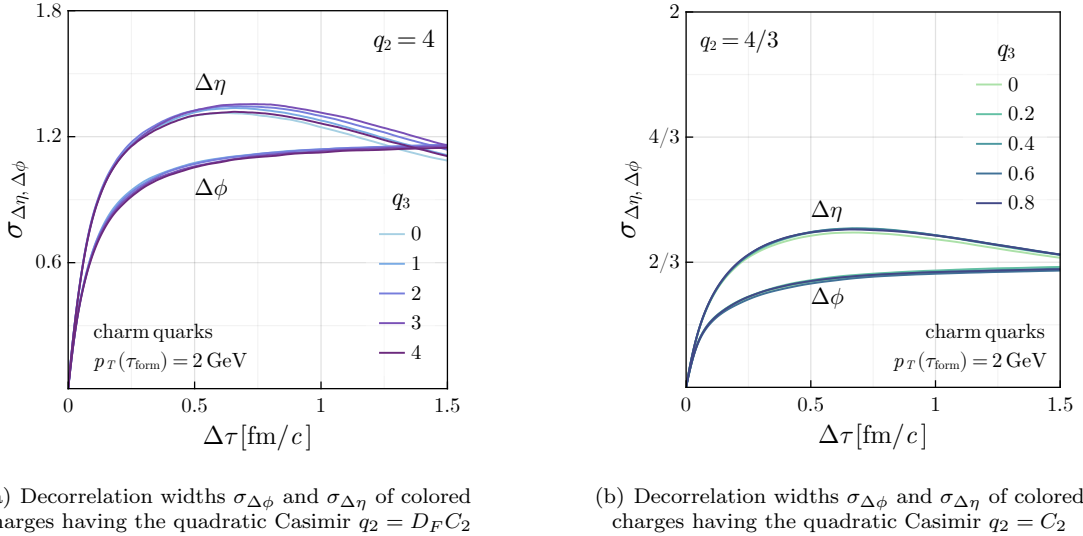 1.8
q₂ = 4
Δη
1.2
σ_{Δη, Δφ}
Δφ
q₃
0
1
2
3
4
0.6
charm quarks
p_T(τ_form) = 2 GeV
0 0.5 1 1.5
Δτ [fm/c]
) Decorrelation widths σ_{Δφ} and σ_{Δη} of colored
harges having the quadratic Casimir q₂ = D_F C₂
2
q₂ = 4/3
q₃
0
0.2
0.4
0.6
0.8
4/3
σ_{Δη, Δφ}
Δη
2/3
Δφ
charm quarks
p_T(τ_form) = 2 GeV
0 0.5 1 1.5
Δτ [fm/c]
(b) Decorrelation widths σ_{Δφ} and σ_{Δη} of colored
charges having the quadratic Casimir q₂ = C₂